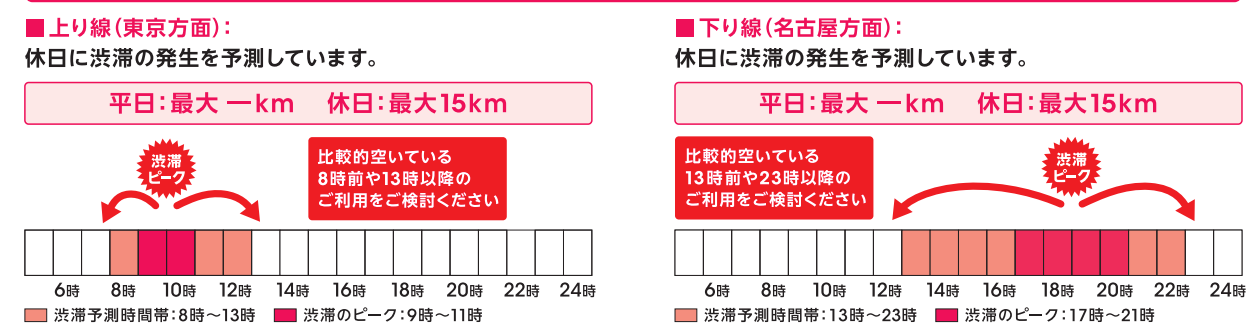 ■上り線（東京方面）：
休日に渋滞の発生を予測しています。
平日：最大 ーkm 休日：最大15km
渋滞
ピーク
比較的空いている
8時前や13時以降の
ご利用をご検討ください
6時 8時 10時 12時 14時 16時 18時 20時 22時 24時
渋滞予測時間帯：8時～13時 渋滞のピーク：9時～11時
■下り線（名古屋方面）：
休日に渋滞の発生を予測しています。
平日：最大 ーkm 休日：最大15km
比較的空いている
13時前や23時以降の
ご利用をご検討ください
渋滞
ピーク
6時 8時 10時 12時 14時 16時 18時 20時 22時 24時
渋滞予測時間帯：13時～23時 渋滞のピーク：17時～21時